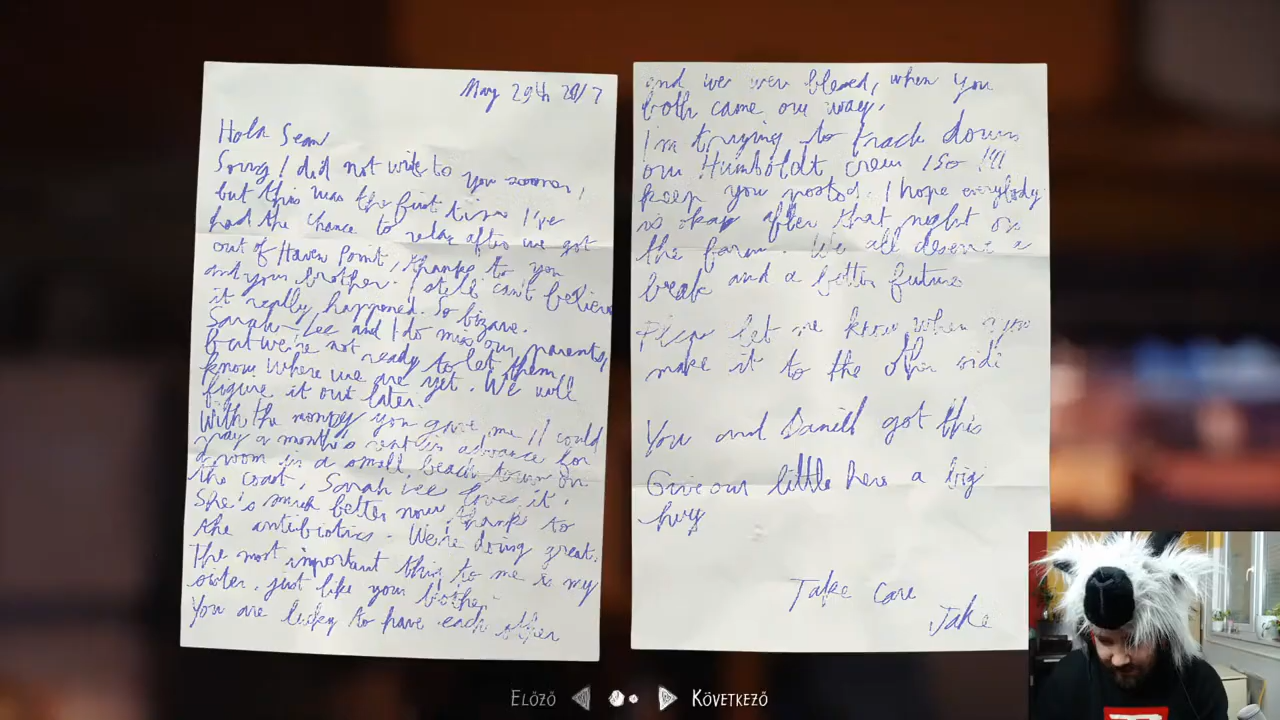 May 29th 2017
Hola Sean
Sorry I did not write to you sooner,
but this was the first time I've
had the chance to relax after we got
out of Haven Point, thanks to you
and your brother. I still can't believe
it really happened. So bizare.
Sarah-Lee and I do miss our parents,
but we're not ready to let them
know where we are yet. We will
figure it out later.
With the money you gave me, I could
pay a month's rent in advance for
a room in a small beach town on
the coast, Sarah Lee loves it.
She's much better now, thanks to
the antibiotics. We're doing great.
The most important thing to me is my
sister, just like your brother.
You are lucky to have each other
and we were blessed, when you
both came our way.
I'm trying to track down
our Humboldt crew so I'll
keep you posted. I hope everybody
is okay after that night on
the farm. We all deserve a
break and a better future
Please let me know when you
make it to the other side
You and Daniel got this
Give our little hero a big
hug
Take Care
Jake
Előző
Következő